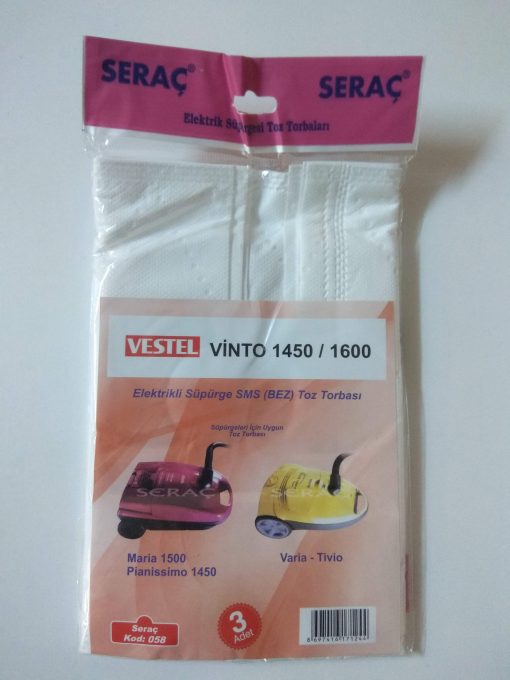 SERAÇ®
SERAÇ®
Elektrik Süpürgesi Toz Torbaları
VESTEL VİNTO 1450 / 1600
Elektrikli Süpürge SMS (BEZ) Toz Torbası
Süpürgeleri İçin Uygun
Toz Torbası
SERAÇ
SERAÇ
Maria 1500
Pianissimo 1450
Varia - Tivio
Seraç
Kod: 058
3
Adet
8697416171244